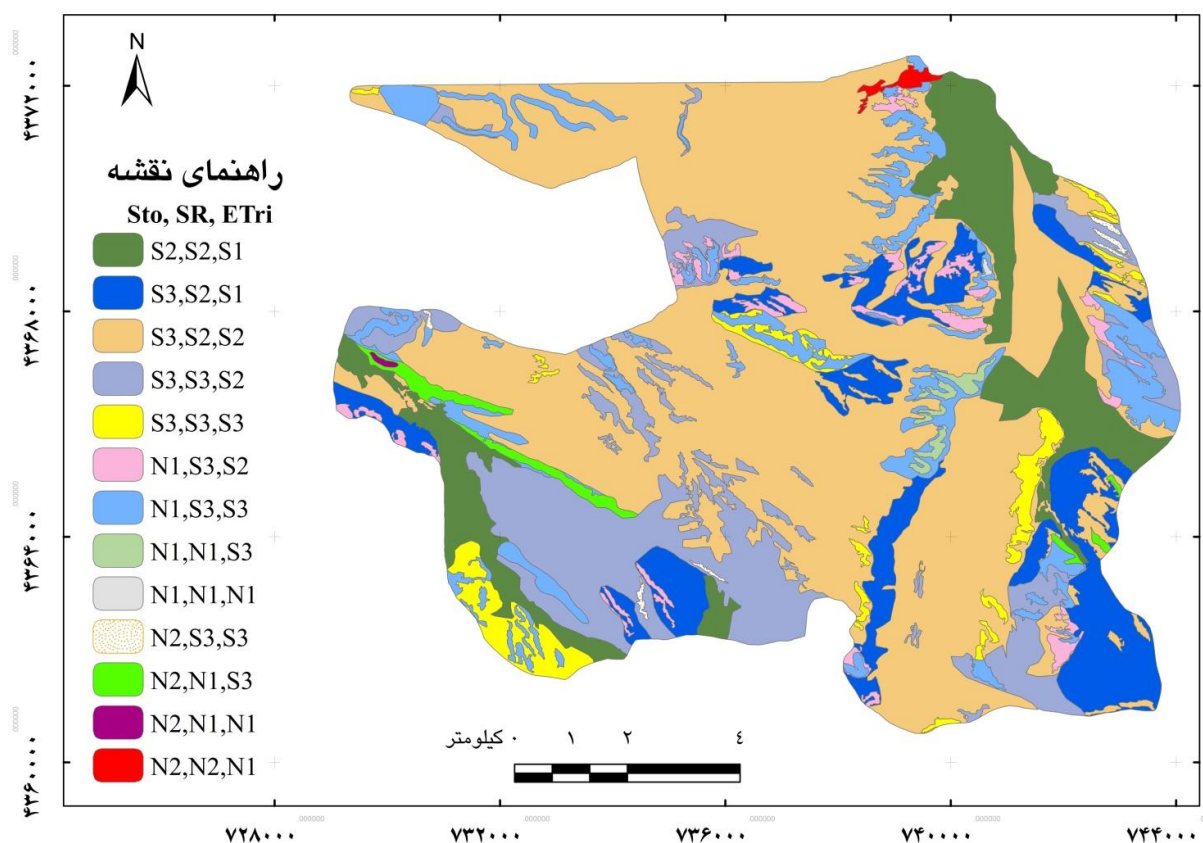 N
۴۳۷۲۰۰۰
۴۳۶۸۰۰۰
۴۳۶۴۰۰۰
۴۳۶۰۰۰۰
راهنمای نقشه
Sto, SR, ETri
S2,S2,S1
S3,S2,S1
S3,S2,S2
S3,S3,S2
S3,S3,S3
N1,S3,S2
N1,S3,S3
N1,N1,S3
N1,N1,N1
N2,S3,S3
N2,N1,S3
N2,N1,N1
N2,N2,N1
کیلومتر ۰ ۱ ۲ ٤
۷۲۸۰۰۰ ۷۳۲۰۰۰ ۷۳۶۰۰۰ ۷۴۰۰۰۰ ۷۴۴۰۰۰